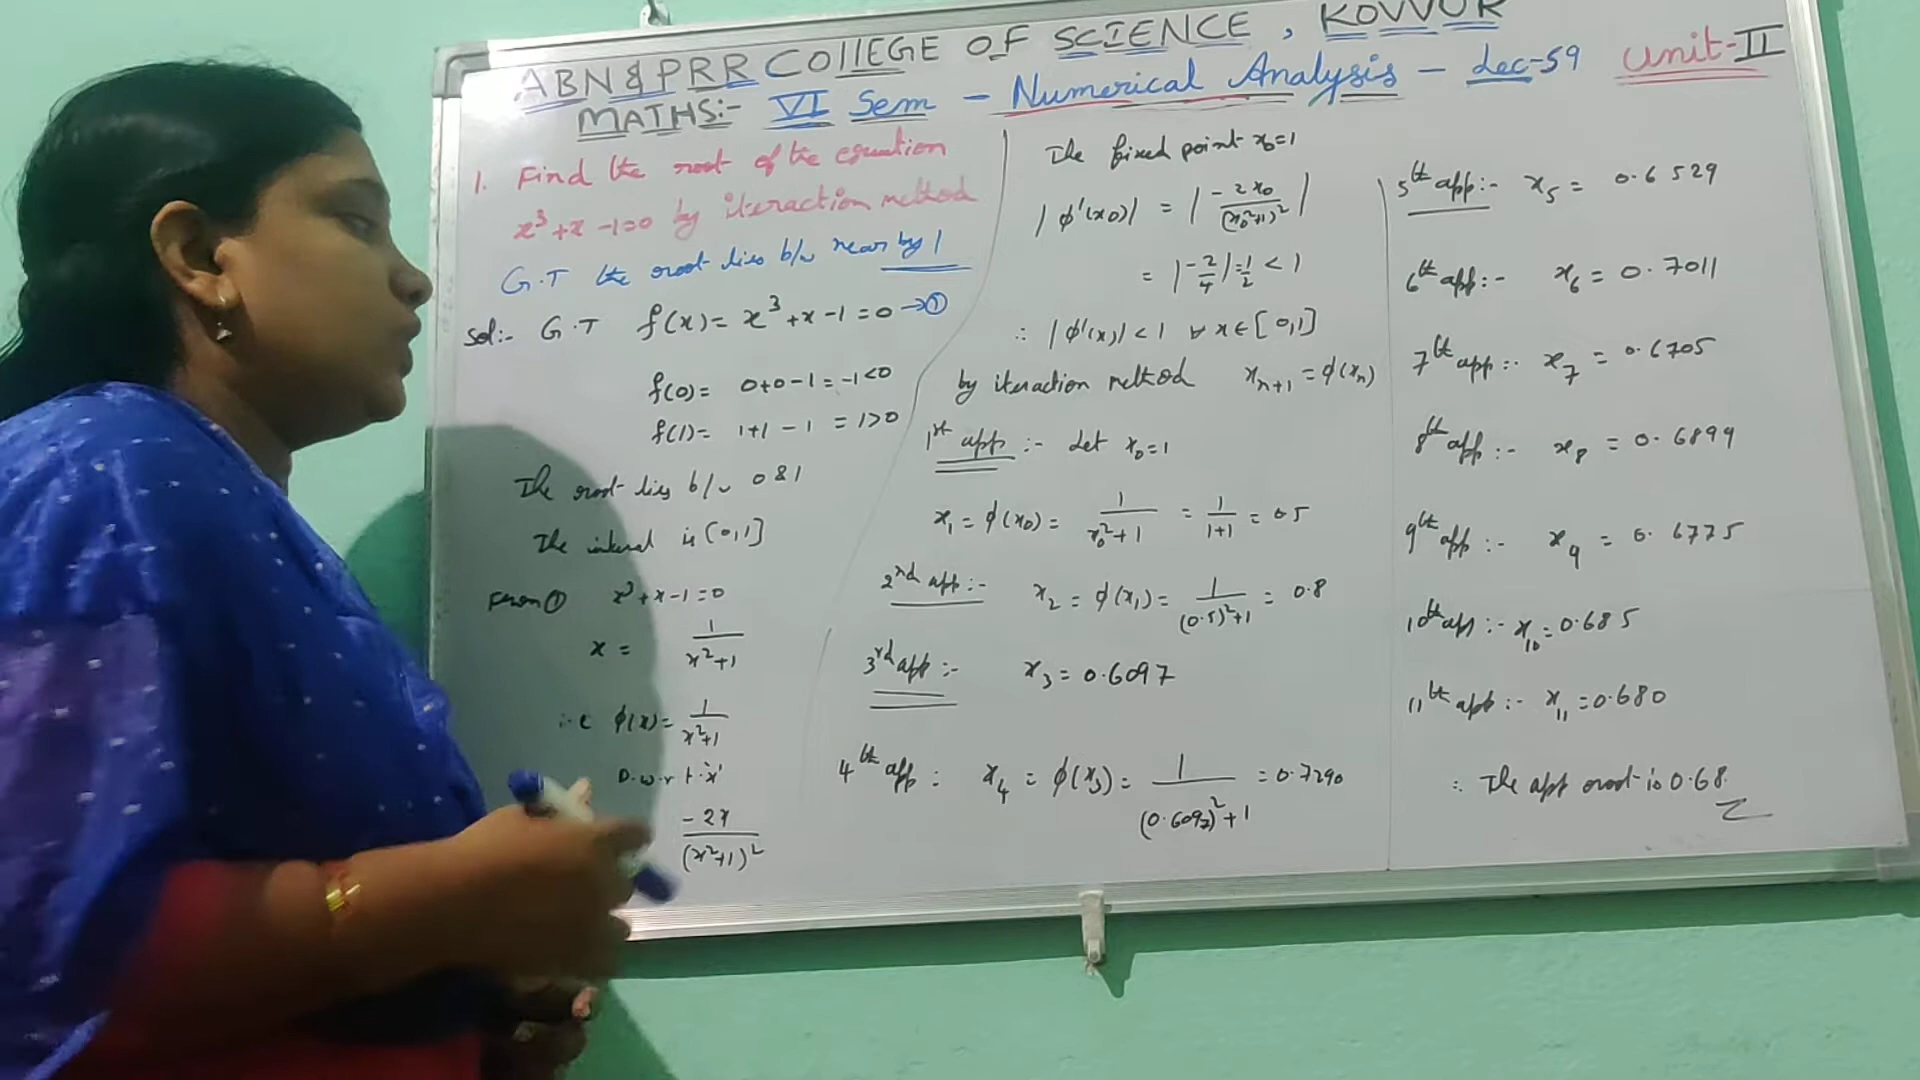 ABN & PRR COllEGE OF SCIENCE , KOVVUR
MATHS:- VI Sem - Numerical Analysis - Lec-59 Unit-II
1. Find the root of the equation
x³+x-1=0 by iteraction method
G.T the root lies b/w near by 1
Sol:- G.T f(x)= x³+x-1=0 →①
f(0)= 0+0-1=-1<0
f(1)= 1+1-1 = 1>0
The root lies b/w 0&1
The interval is [0,1]
From① x³+x-1=0
x = 1/(x²+1)
i.e φ(x)= 1/(x²+1)
D.w.r.t.'x'
-2x/(x²+1)²
The fixed point x₀=1
|φ'(x₀)| = |-2x₀/(x₀²+1)²|
= |-2/4|=1/2 < 1
∴ |φ'(x)|<1 ∀ x∈[0,1]
by iteraction method xₙ₊₁=φ(xₙ)
1st app:- Let x₀=1
x₁=φ(x₀)= 1/(x₀²+1) = 1/(1+1) = 0.5
2nd app:- x₂ = φ(x₁)= 1/((0.5)²+1) = 0.8
3rd app:- x₃=0.6097
4th app: x₄ = φ(x₃)= 1/((0.6097)²+1) =0.7290
5th app:- x₅= 0.6529
6th app:- x₆=0.7011
7th app:- x₇ = 0.6705
8th app:- x₈ = 0.6899
9th app:- x₉ = 0.6775
10th app:- x₁₀=0.685
11th app:- x₁₁=0.680
∴ The app root is 0.68